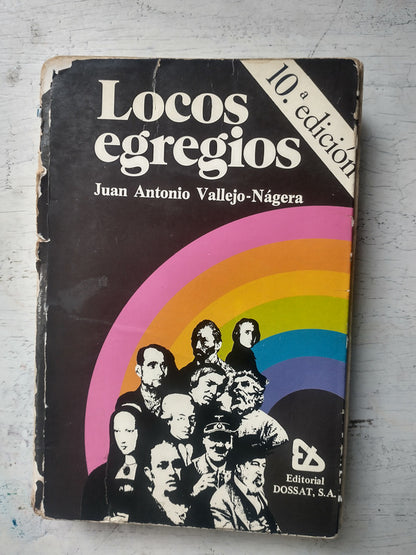 10.ª edición
Locos
egregios
Juan Antonio Vallejo-Nágera
Editorial
DOSSAT, S.A.